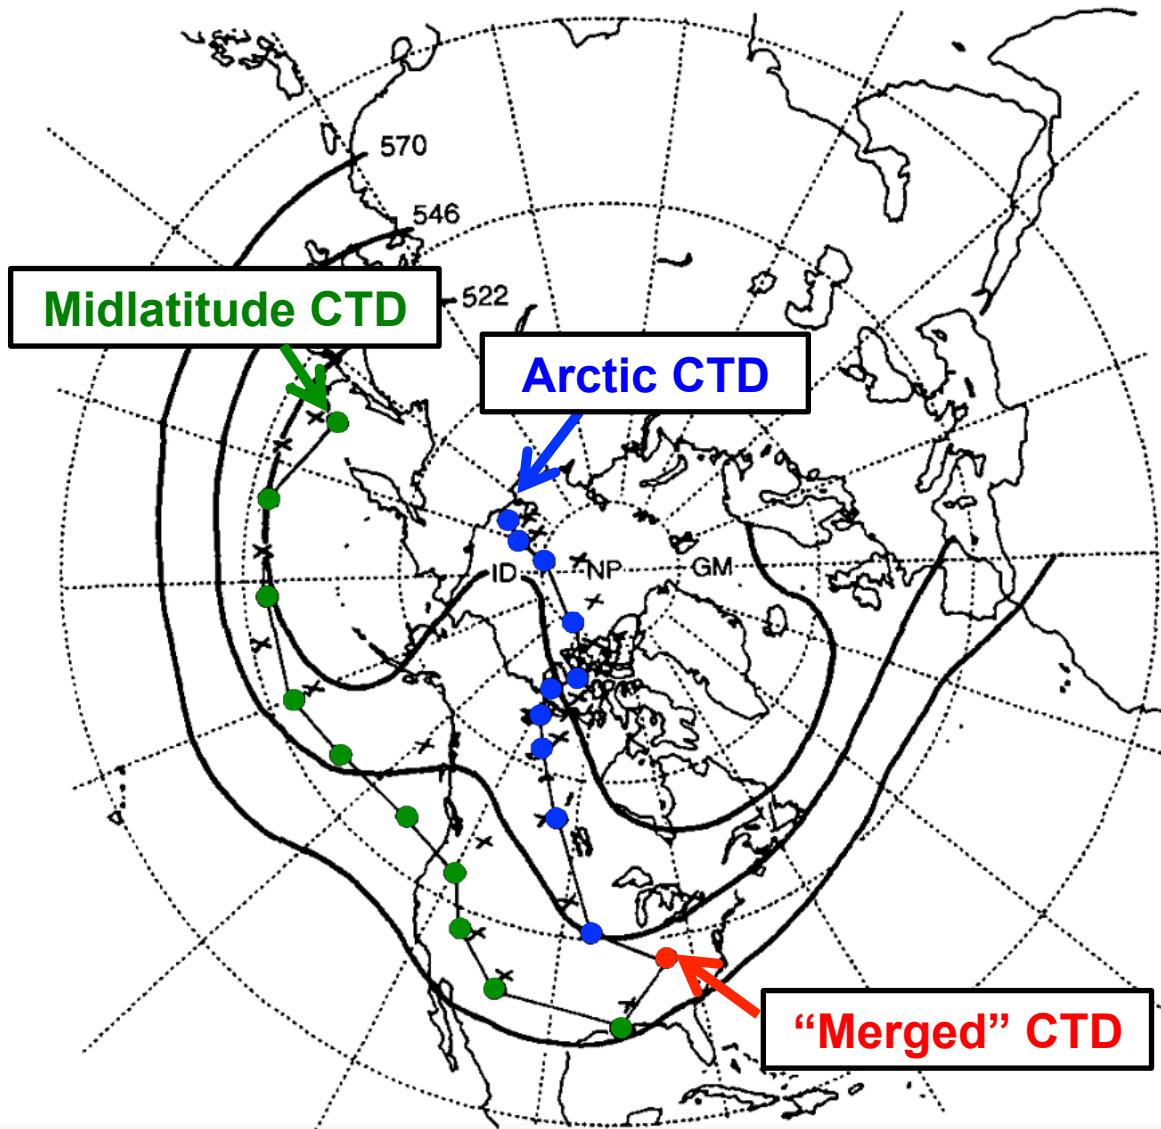 570
546
522
Midlatitude CTD
Arctic CTD
ID
NP
GM
“Merged” CTD